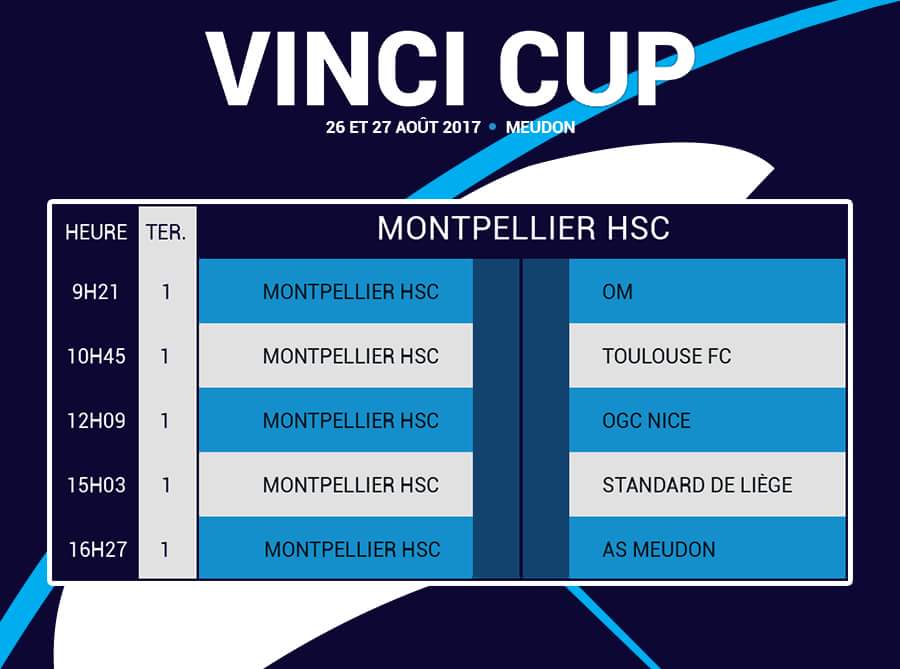 VINCI CUP
26 ET 27 AOÛT 2017 • MEUDON
HEURE TER. MONTPELLIER HSC
9H21 1 MONTPELLIER HSC OM
10H45 1 MONTPELLIER HSC TOULOUSE FC
12H09 1 MONTPELLIER HSC OGC NICE
15H03 1 MONTPELLIER HSC STANDARD DE LIÈGE
16H27 1 MONTPELLIER HSC AS MEUDON